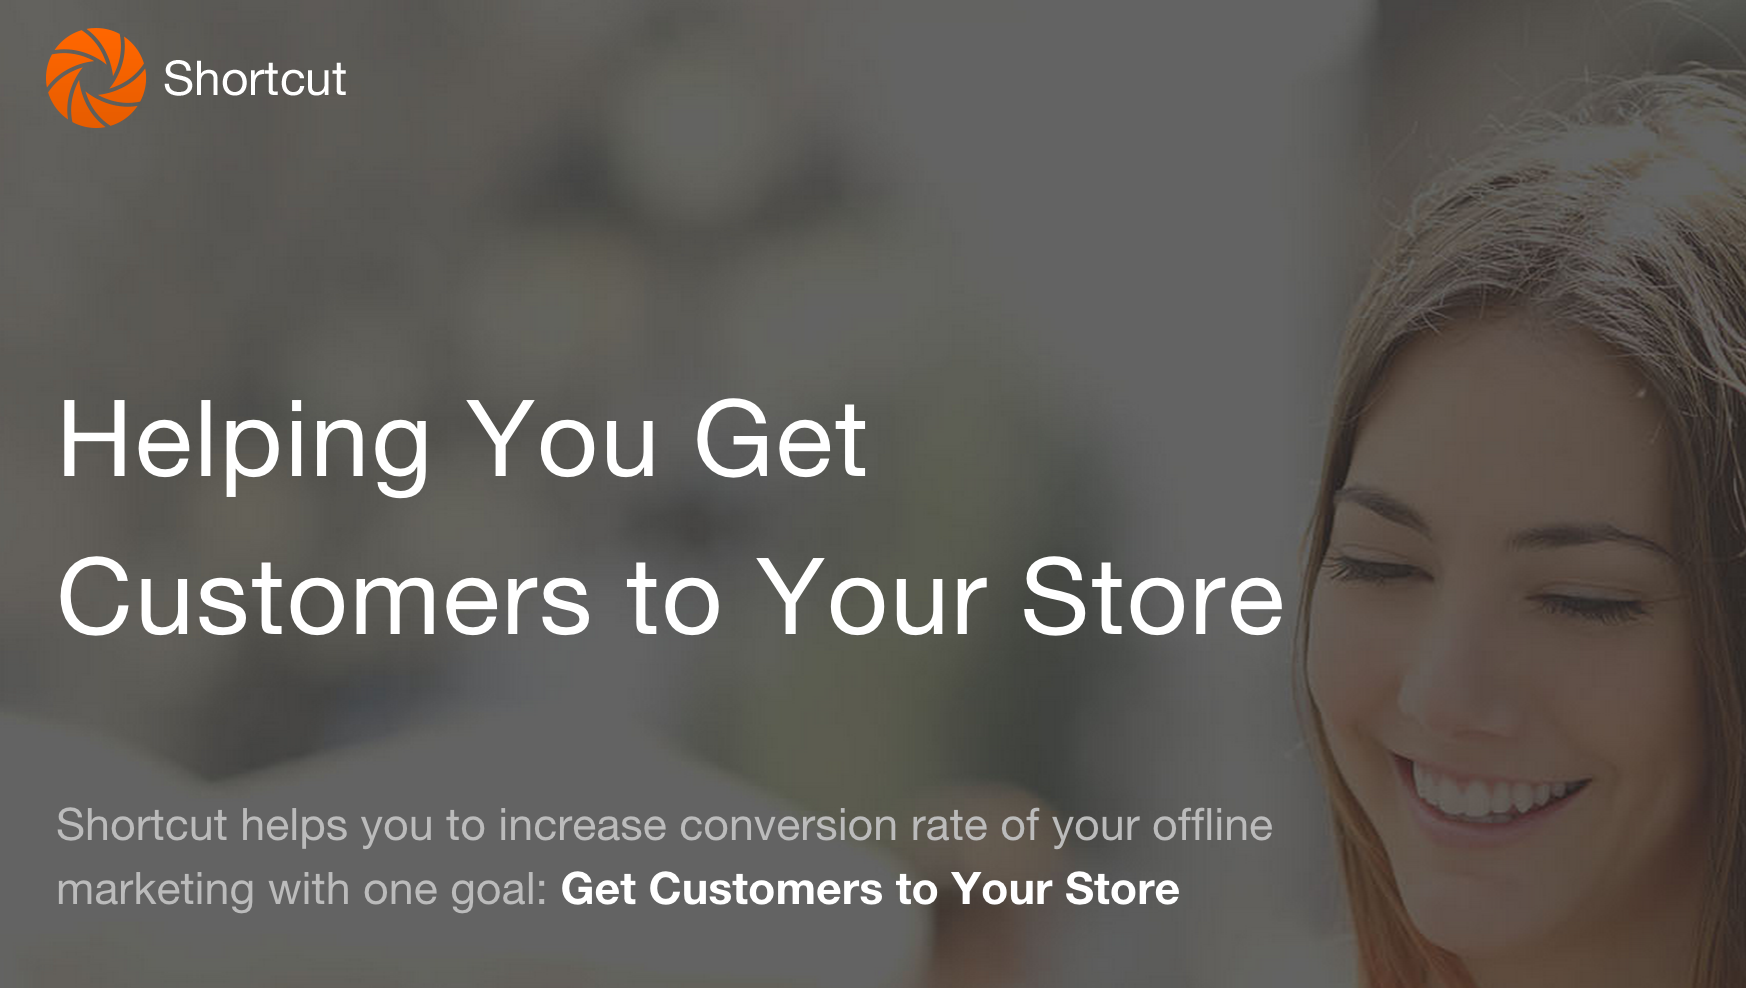 Shortcut
Helping You Get
Customers to Your Store
Shortcut helps you to increase conversion rate of your offline
marketing with one goal: Get Customers to Your Store